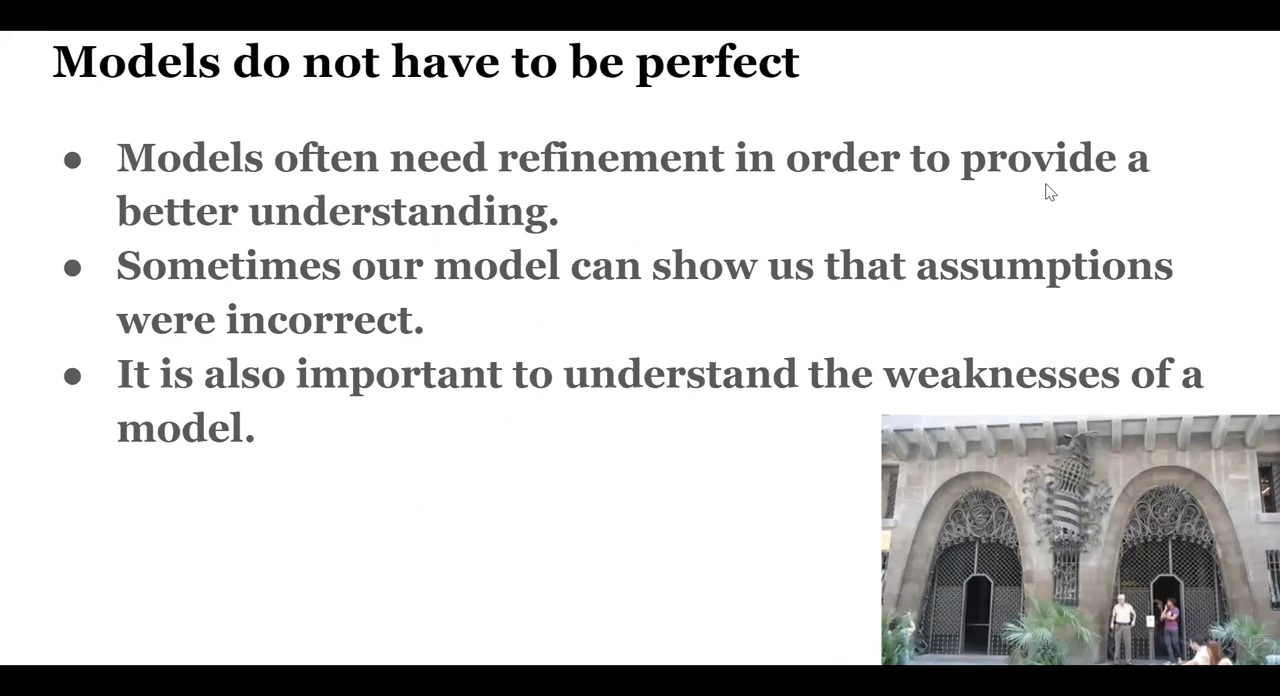 Models do not have to be perfect
● Models often need refinement in order to provide a
better understanding.
● Sometimes our model can show us that assumptions
were incorrect.
● It is also important to understand the weaknesses of a
model.